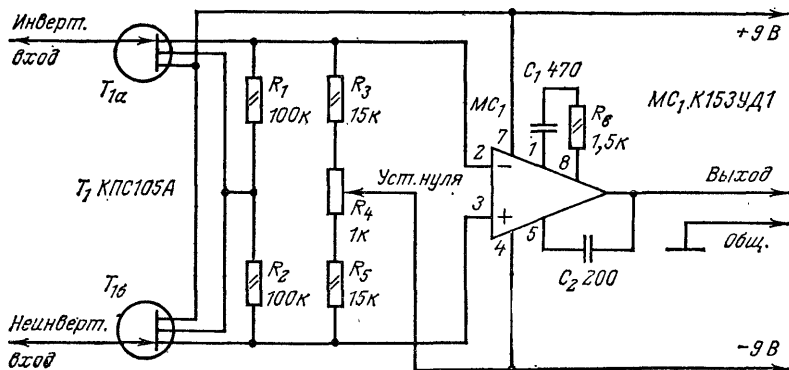 Инверт.
вход
+9 В
T1а
R1
100к
R3
15к
C1 470
MC1
Rв
1,5к
MC1 К153УД1
7
1
8
2
T1 КПС105А
Уст. нуля
R4
1к
3
4
5
Выход
Общ.
C2 200
T1в
R2
100к
R5
15к
Неинверт.
вход
-9 В